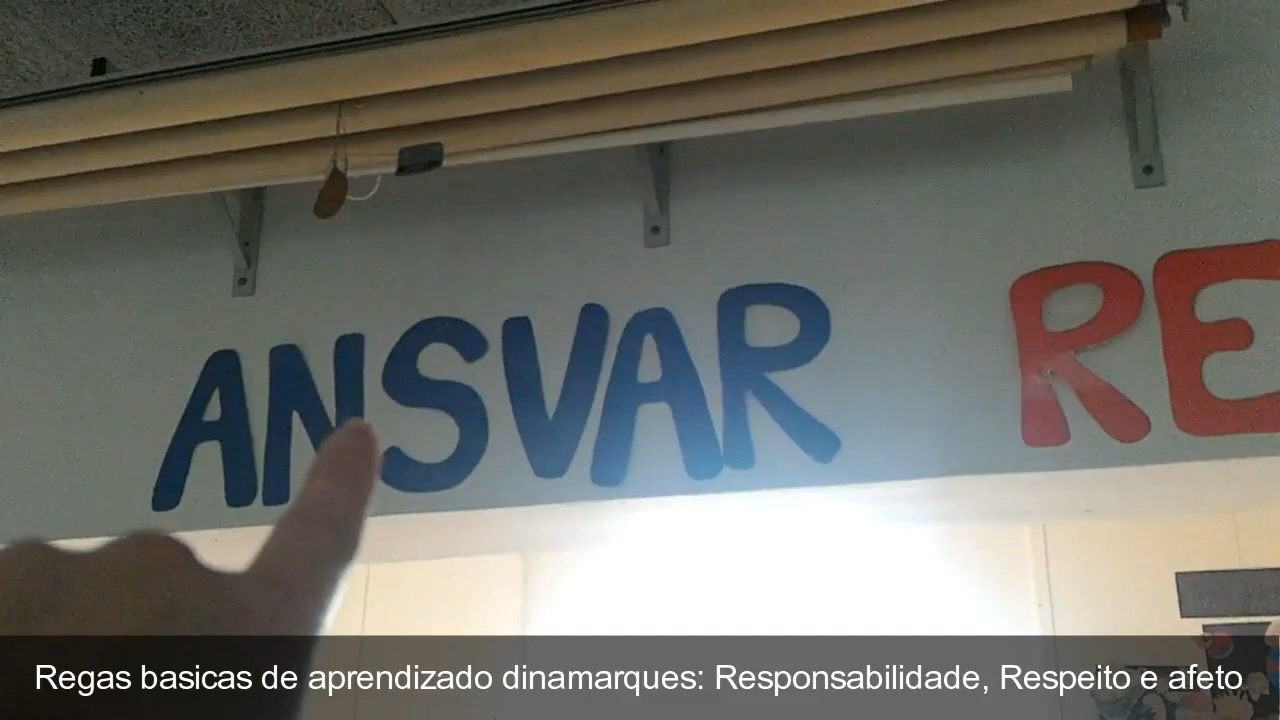 ANSVAR RE
Regas basicas de aprendizado dinamarques: Responsabilidade, Respeito e afeto